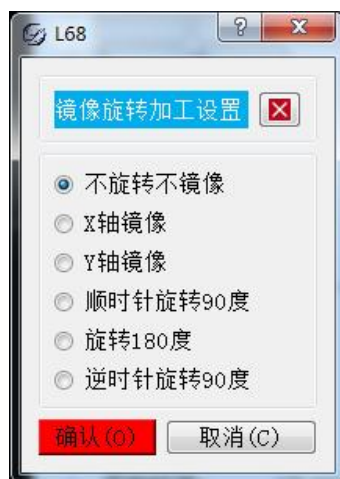 L68
镜像旋转加工设置
不旋转不镜像
X轴镜像
Y轴镜像
顺时针旋转90度
旋转180度
逆时针旋转90度
确认(O) 取消(C)